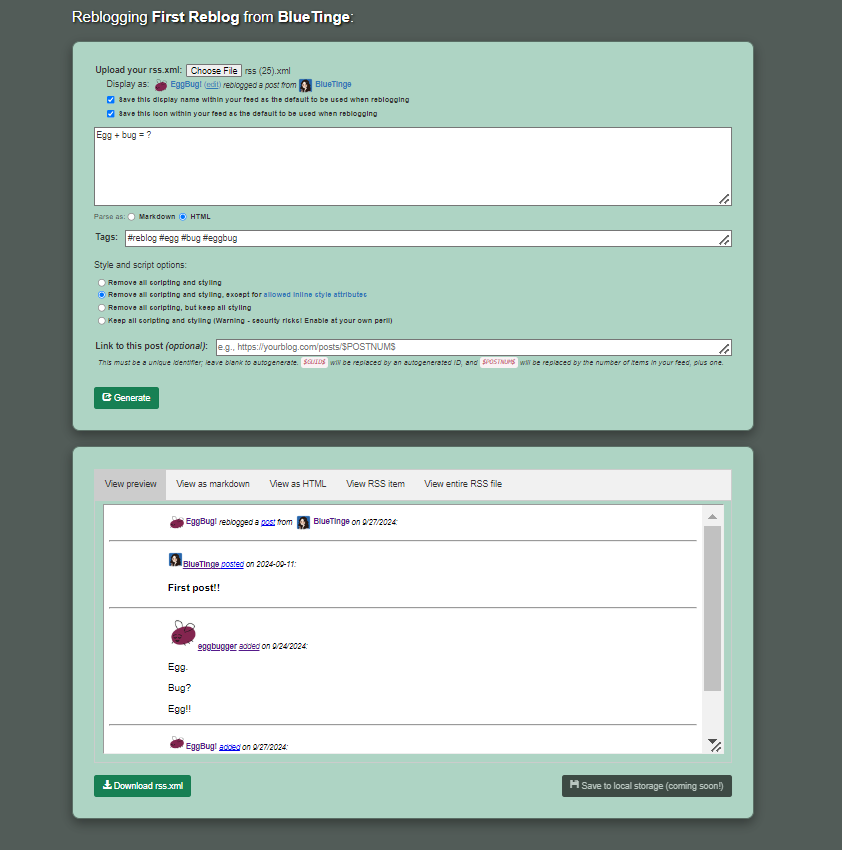 Reblogging First Reblog from BlueTinge:
Upload your rss.xml: Choose File rss (25).xml
Display as: EggBug! (edit) reblogged a post from BlueTinge
Save this display name within your feed as the default to be used when reblogging
Save this icon within your feed as the default to be used when reblogging
Egg + bug = ?
Parse as: Markdown HTML
Tags: #reblog #egg #bug #eggbug
Style and script options:
Remove all scripting and styling
Remove all scripting and styling, except for allowed inline style attributes
Remove all scripting, but keep all styling
Keep all scripting and styling (Warning - security risks! Enable at your own peril)
Link to this post (optional): e.g., https://yourblog.com/posts/$POSTNUM$
This must be a unique identifier; leave blank to autogenerate. $GUID$ will be replaced by an autogenerated ID, and $POSTNUM$ will be replaced by the number of items in your feed, plus one.
Generate
View preview View as markdown View as HTML View RSS item View entire RSS file
EggBug! reblogged a post from BlueTinge on 9/27/2024:
BlueTinge posted on 2024-09-11:
First post!!
eggbugger added on 9/24/2024:
Egg.
Bug?
Egg!!
EggBug! added on 9/27/2024:
Download rss.xml Save to local storage (coming soon!)